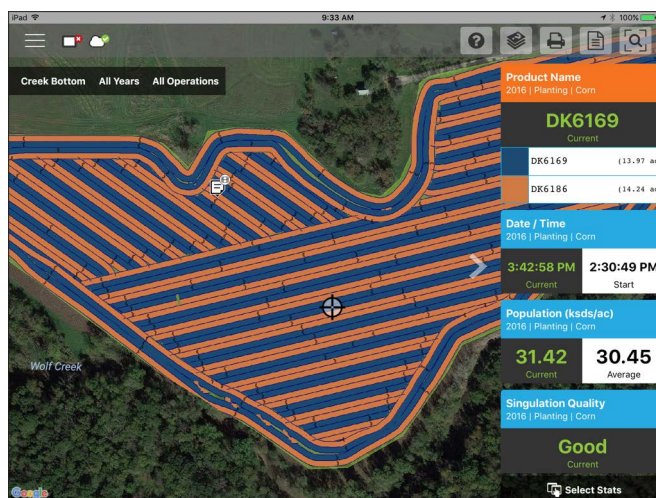 iPad
9:33 AM
100%
Creek Bottom All Years All Operations
Product Name
2016 | Planting | Corn
DK6169
Current
DK6169 (13.97 ac
DK6186 (14.24 ac
Date / Time
2016 | Planting | Corn
3:42:58 PM 2:30:49 PM
Current Start
Population (ksds/ac)
2016 | Planting | Corn
31.42 30.45
Current Average
Singulation Quality
2016 | Planting | Corn
Good
Current
Select Stats
Wolf Creek
Google